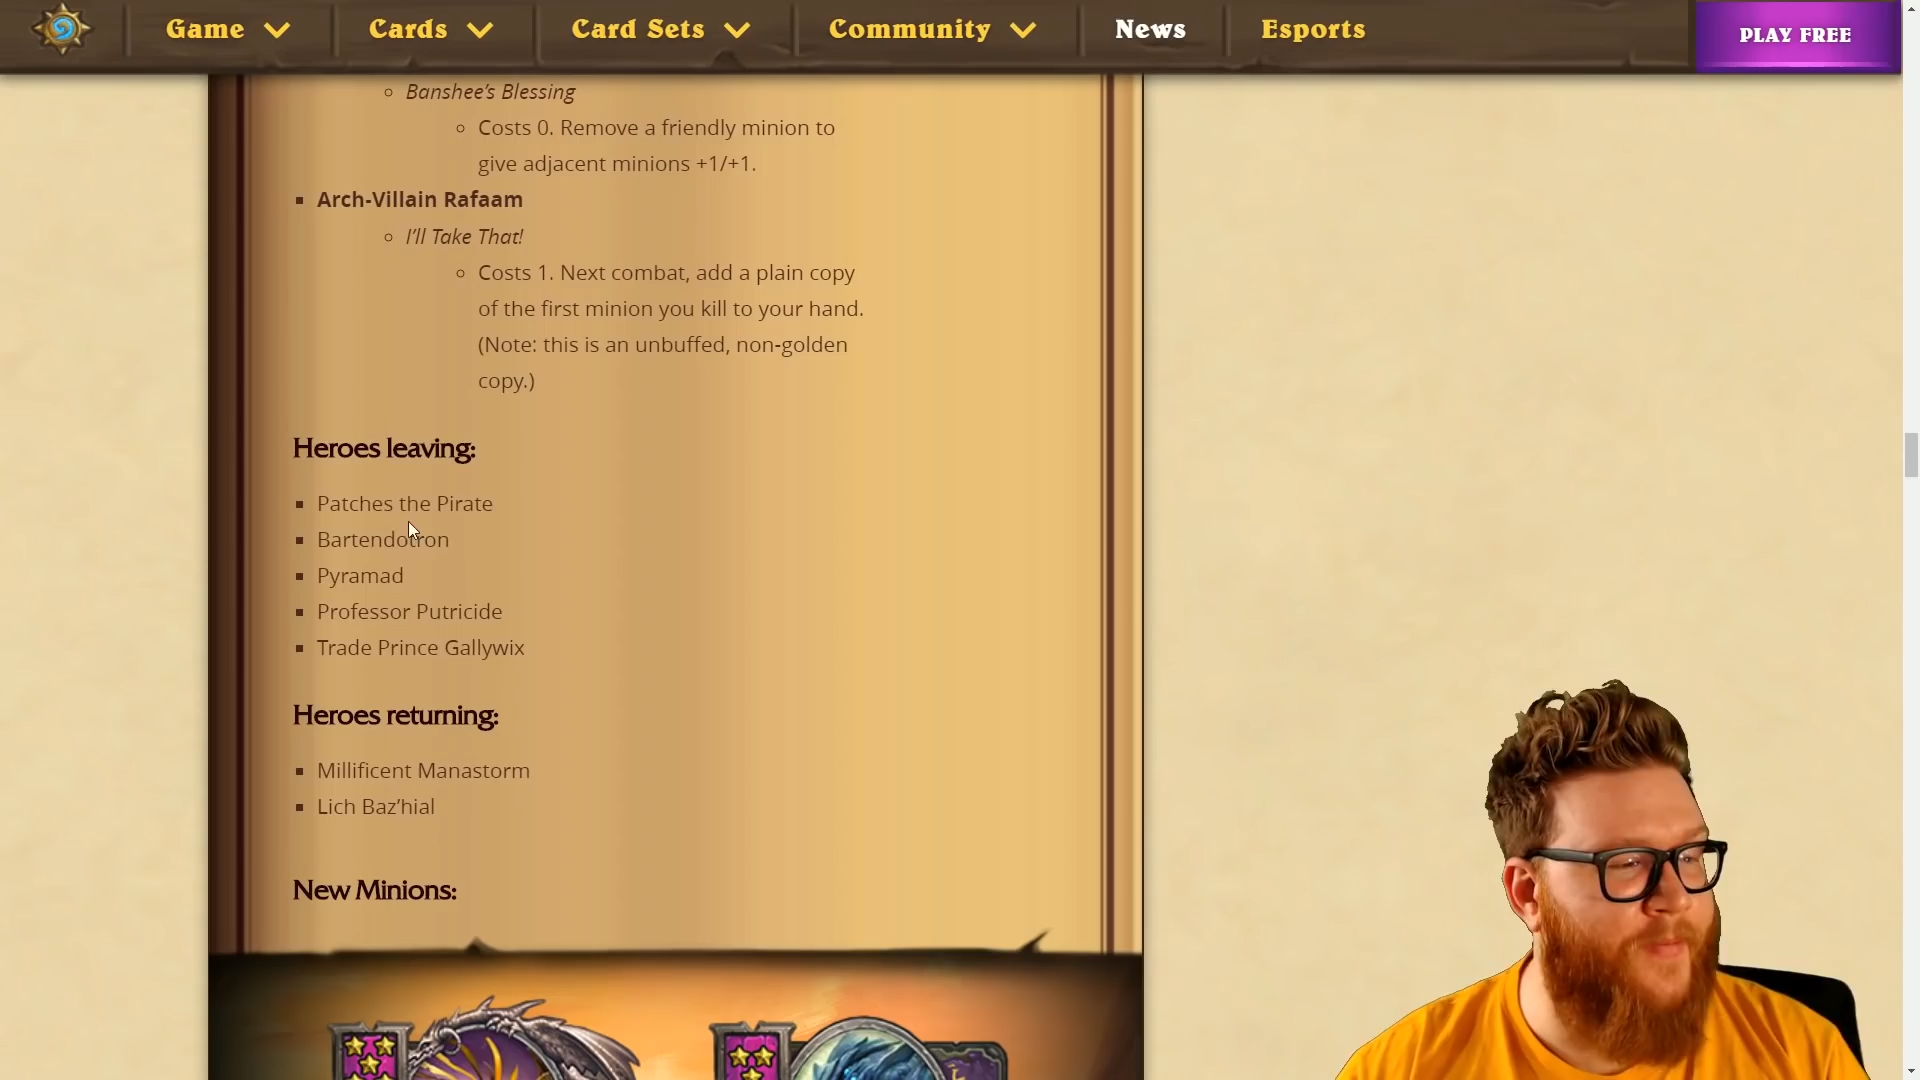 Game
Cards
Card Sets
Community
News
Esports
PLAY FREE
Banshee's Blessing
Costs 0. Remove a friendly minion to
give adjacent minions +1/+1.
Arch-Villain Rafaam
I'll Take That!
Costs 1. Next combat, add a plain copy
of the first minion you kill to your hand.
(Note: this is an unbuffed, non-golden
copy.)
Heroes leaving:
Patches the Pirate
Bartendotron
Pyramad
Professor Putricide
Trade Prince Gallywix
Heroes returning:
Millificent Manastorm
Lich Baz'hial
New Minions: